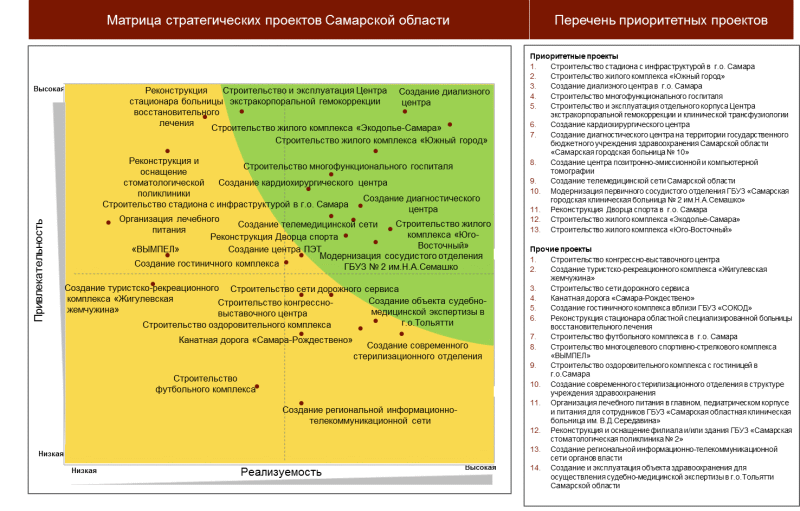 Матрица стратегических проектов Самарской области
Перечень приоритетных проектов
Высокая
Привлекательность
Низкая
Реконструкция
стационара больницы
восстановительного
лечения
Строительство и эксплуатация Центра
экстракорпоральной гемокоррекции
Создание диализного
центра
Строительство жилого комплекса «Экодолье-Самара»
Строительство жилого комплекса «Южный город»
Реконструкция и
оснащение
стоматологической
поликлиники
Строительство многофункционального госпиталя
Создание кардиохирургического центра
Строительство стадиона с инфраструктурой в г.о. Самара
Создание диагностического
центра
Организация лечебного
питания
Создание телемедицинской сети
Строительство жилого
комплекса «Юго-
Восточный»
Реконструкция Дворца спорта
«ВЫМПЕЛ»
Создание центра ПЭТ
Модернизация сосудистого отделения
ГБУЗ № 2 им.Н.А.Семашко
Создание гостиничного комплекса
Создание туристско-рекреационного
комплекса «Жигулевская
жемчужина»
Строительство сети дорожного сервиса
Строительство конгрессно-
выставочного центра
Создание объекта судебно-
медицинской экспертизы в
г.о.Тольятти
Строительство оздоровительного комплекса
Канатная дорога «Самара-Рождествено»
Создание современного
стерилизационного отделения
Строительство
футбольного комплекса
Создание региональной информационно-
телекоммуникационной сети
Низкая
Реализуемость
Высокая
Приоритетные проекты
1. Строительство стадиона с инфраструктурой в г.о. Самара
2. Строительство жилого комплекса «Южный город»
3. Создание диализного центра в г.о. Самара
4. Строительство многофункционального госпиталя
5. Строительство и эксплуатация отдельного корпуса Центра
экстракорпоральной гемокоррекции и клинической трансфузиологии
6. Создание кардиохирургического центра
7. Создание диагностического центра на территории государственного
бюджетного учреждения здравоохранения Самарской области
«Самарская городская больница № 10»
8. Создание центра позитронно-эмиссионной и компьютерной
томографии
9. Создание телемедицинской сети Самарской области
10. Модернизация первичного сосудистого отделения ГБУЗ «Самарская
городская клиническая больница № 2 им Н.А.Семашко»
11. Реконструкция Дворца спорта в г.о. Самара
12. Строительство жилого комплекса «Экодолье-Самара»
13. Строительство жилого комплекса «Юго-Восточный»
Прочие проекты
1. Строительство конгрессно-выставочного центра
2. Создание туристско-рекреационного комплекса «Жигулевская
жемчужина»
3. Строительство сети дорожного сервиса
4. Канатная дорога «Самара-Рождествено»
5. Создание гостиничного комплекса вблизи ГБУЗ «СОКОД»
6. Реконструкция стационара областной специализированной больницы
восстановительного лечения
7. Строительство футбольного комплекса в г.о. Самара
8. Строительство многоцелевого спортивно-стрелкового комплекса
«ВЫМПЕЛ»
9. Строительство оздоровительного комплекса с гостиницей в
г.о.Самара
10. Создание современного стерилизационного отделения в структуре
учреждения здравоохранения
11. Организация лечебного питания в главном, педиатрическом корпусе
и питания для сотрудников ГБУЗ «Самарская областная клиническая
больница им. В.Д.Середавина»
12. Реконструкция и оснащение филиала и/или здания ГБУЗ «Самарская
стоматологическая поликлиника № 2»
13. Создание региональной информационно-телекоммуникационной
сети органов власти
14. Создание и эксплуатация объекта здравоохранения для
осуществления судебно-медицинской экспертизы в г.о.Тольятти
Самарской области